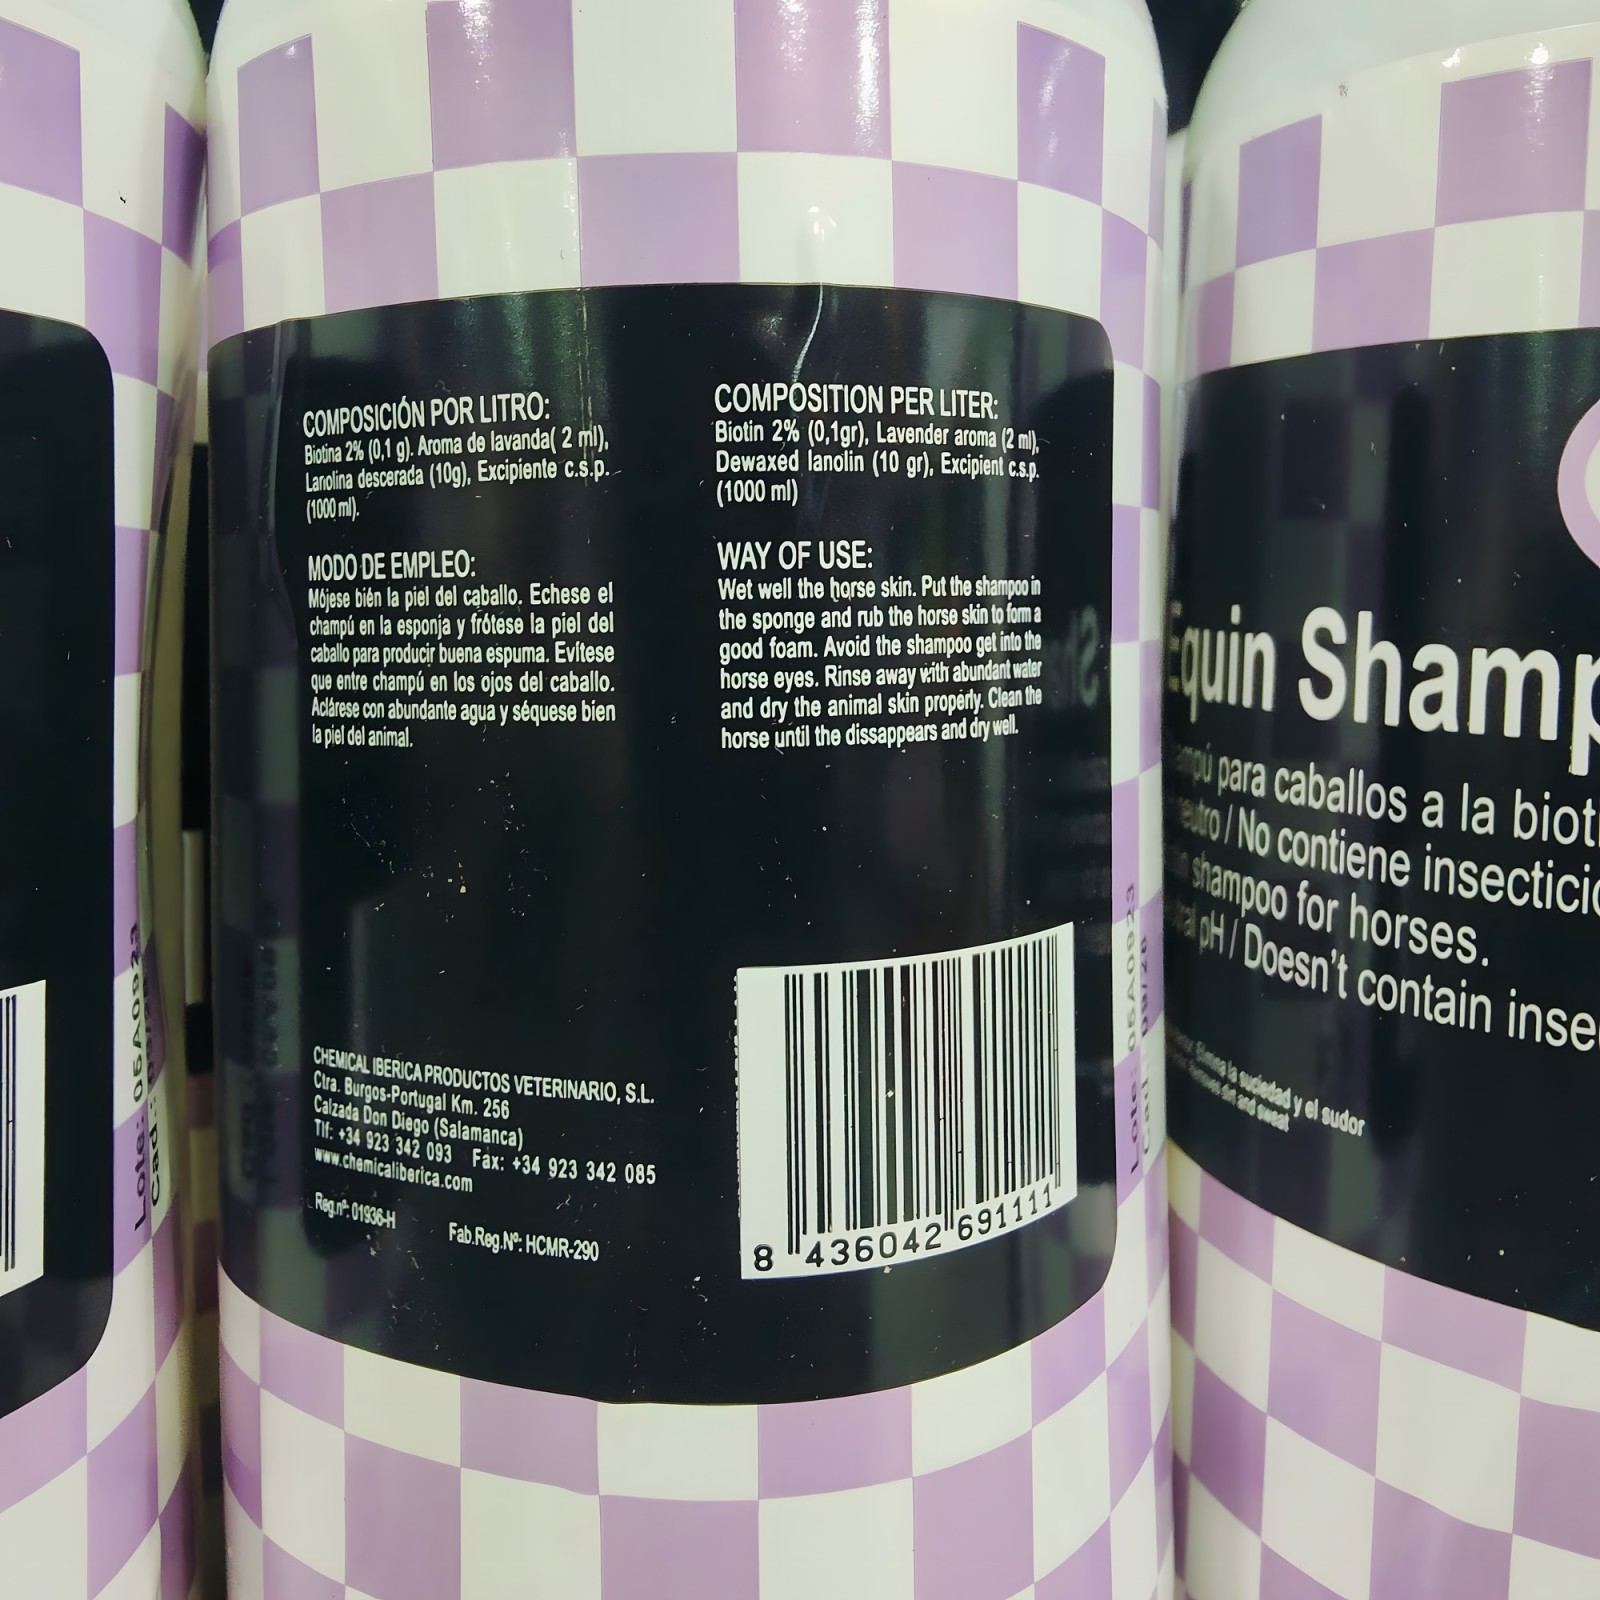 COMPOSICIÓN POR LITRO:
Biotina 2% (0,1 g). Aroma de lavanda( 2 ml),
Lanolina descerada (10g), Excipiente c.s.p.
(1000 ml).
MODO DE EMPLEO:
Mójese bién la piel del caballo. Echese el
champú en la esponja y frótese la piel del
caballo para producir buena espuma. Evítese
que entre champú en los ojos del caballo.
Aclárese con abundante agua y séquese bien
la piel del animal.
COMPOSITION PER LITER:
Biotin 2% (0,1gr), Lavender aroma (2 ml),
Dewaxed lanolin (10 gr), Excipient c.s.p.
(1000 ml)
WAY OF USE:
Wet well the horse skin. Put the shampoo in
the sponge and rub the horse skin to form a
good foam. Avoid the shampoo get into the
horse eyes. Rinse away with abundant water
and dry the animal skin properly. Clean the
horse until the dissappears and dry well.
CHEMICAL IBERICA PRODUCTOS VETERINARIO, S.L.
Ctra. Burgos-Portugal Km. 256
Calzada Don Diego (Salamanca)
Tlf: +34 923 342 093 Fax: +34 923 342 085
www.chemicaliberica.com
Reg.nº: 01936-H
Fab.Reg.Nº: HCMR-290
8 436042 691111
Lote: 05A0923
Cad.:
quin Shamp
para caballos a la biot
/ No contiene insectici
shampoo for horses.
pH / Doesn't contain inse
Elimina la suciedad y el sudor
dirt and sweat
Lote: 05A0923
Cad.: 09/28